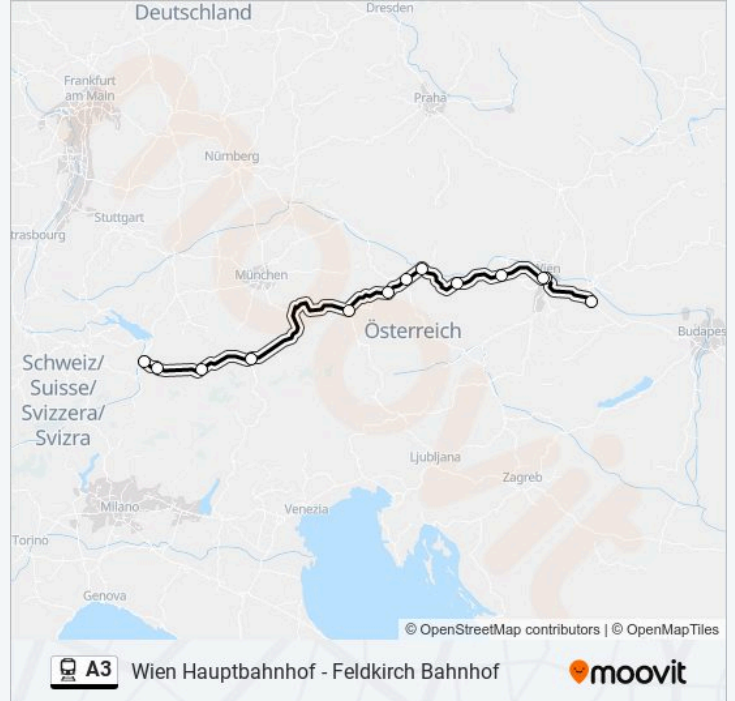 Deutschland
Dresden
Frankfurt
am Main
Praha
Nürnberg
Stuttgart
trasbourg
München
Wien
Österreich
Budapes
Schweiz/
Suisse/
Svizzera/
Svizra
Ljubljana
Zagreb
Milano
Venezia
Torino
Genova
© OpenStreetMap contributors | © OpenMapTiles
A3 Wien Hauptbahnhof - Feldkirch Bahnhof
moovit
moovit